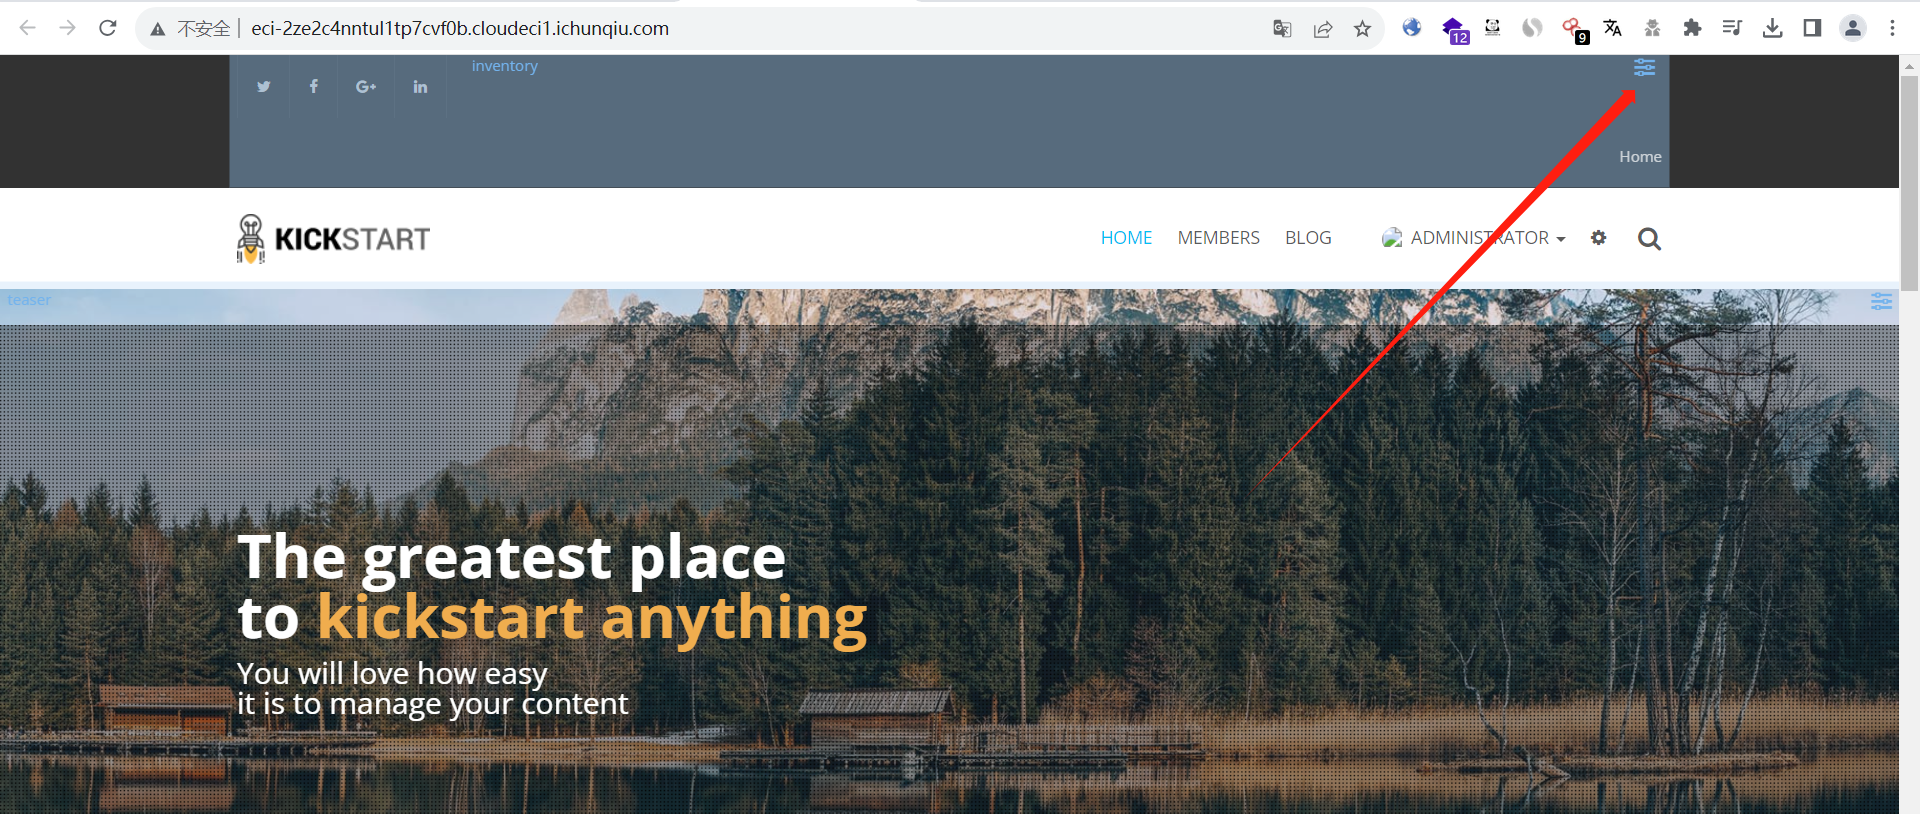 不安全 eci-2ze2c4nntul1tp7cvf0b.cloudeci1.ichunqiu.com
12
9
inventory
Home
KICKSTART
HOME MEMBERS BLOG ADMINISTRATOR
teaser
The greatest place
to kickstart anything
You will love how easy
it is to manage your content